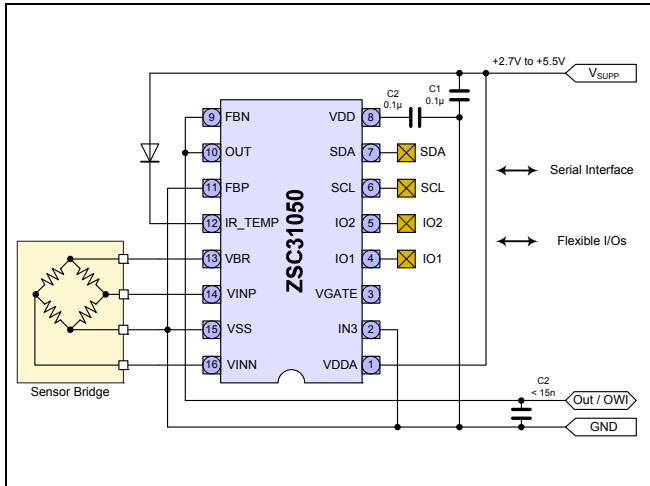 +2.7V to +5.5V
VSUPP
C1
0.1µ
C2
0.1µ
9 FBN
VDD 8
10 OUT
SDA 7
SDA
Serial Interface
11 FBP
SCL 6
SCL
12 IR_TEMP
IO2 5
IO2
Flexible I/Os
13 VBR
IO1 4
IO1
14 VINP
VGATE 3
15 VSS
IN3 2
16 VINN
VDDA 1
ZSC31050
Sensor Bridge
C2
< 15n
Out / OWI
GND